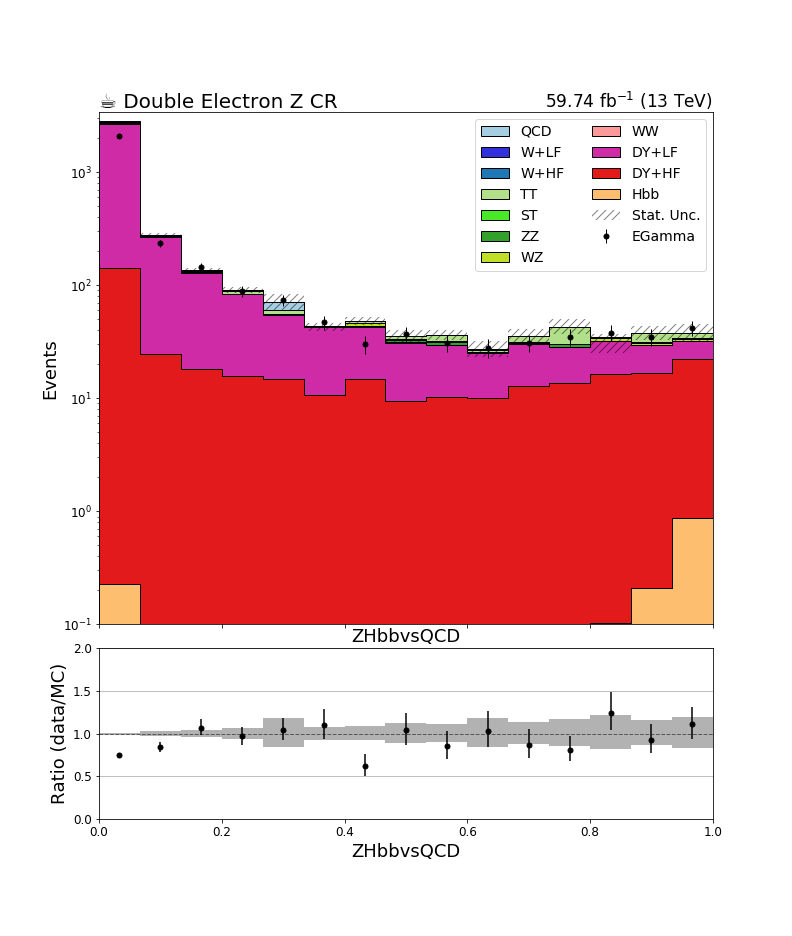 ☕ Double Electron Z CR 59.74 fb⁻¹ (13 TeV)
QCD WW
W+LF DY+LF
W+HF DY+HF
TT Hbb
ST Stat. Unc.
ZZ EGamma
WZ
Events
10³
10²
10¹
10⁰
10⁻¹
ZHbbvsQCD
Ratio (data/MC)
2.0
1.5
1.0
0.5
0.0
0.0 0.2 0.4 0.6 0.8 1.0
ZHbbvsQCD